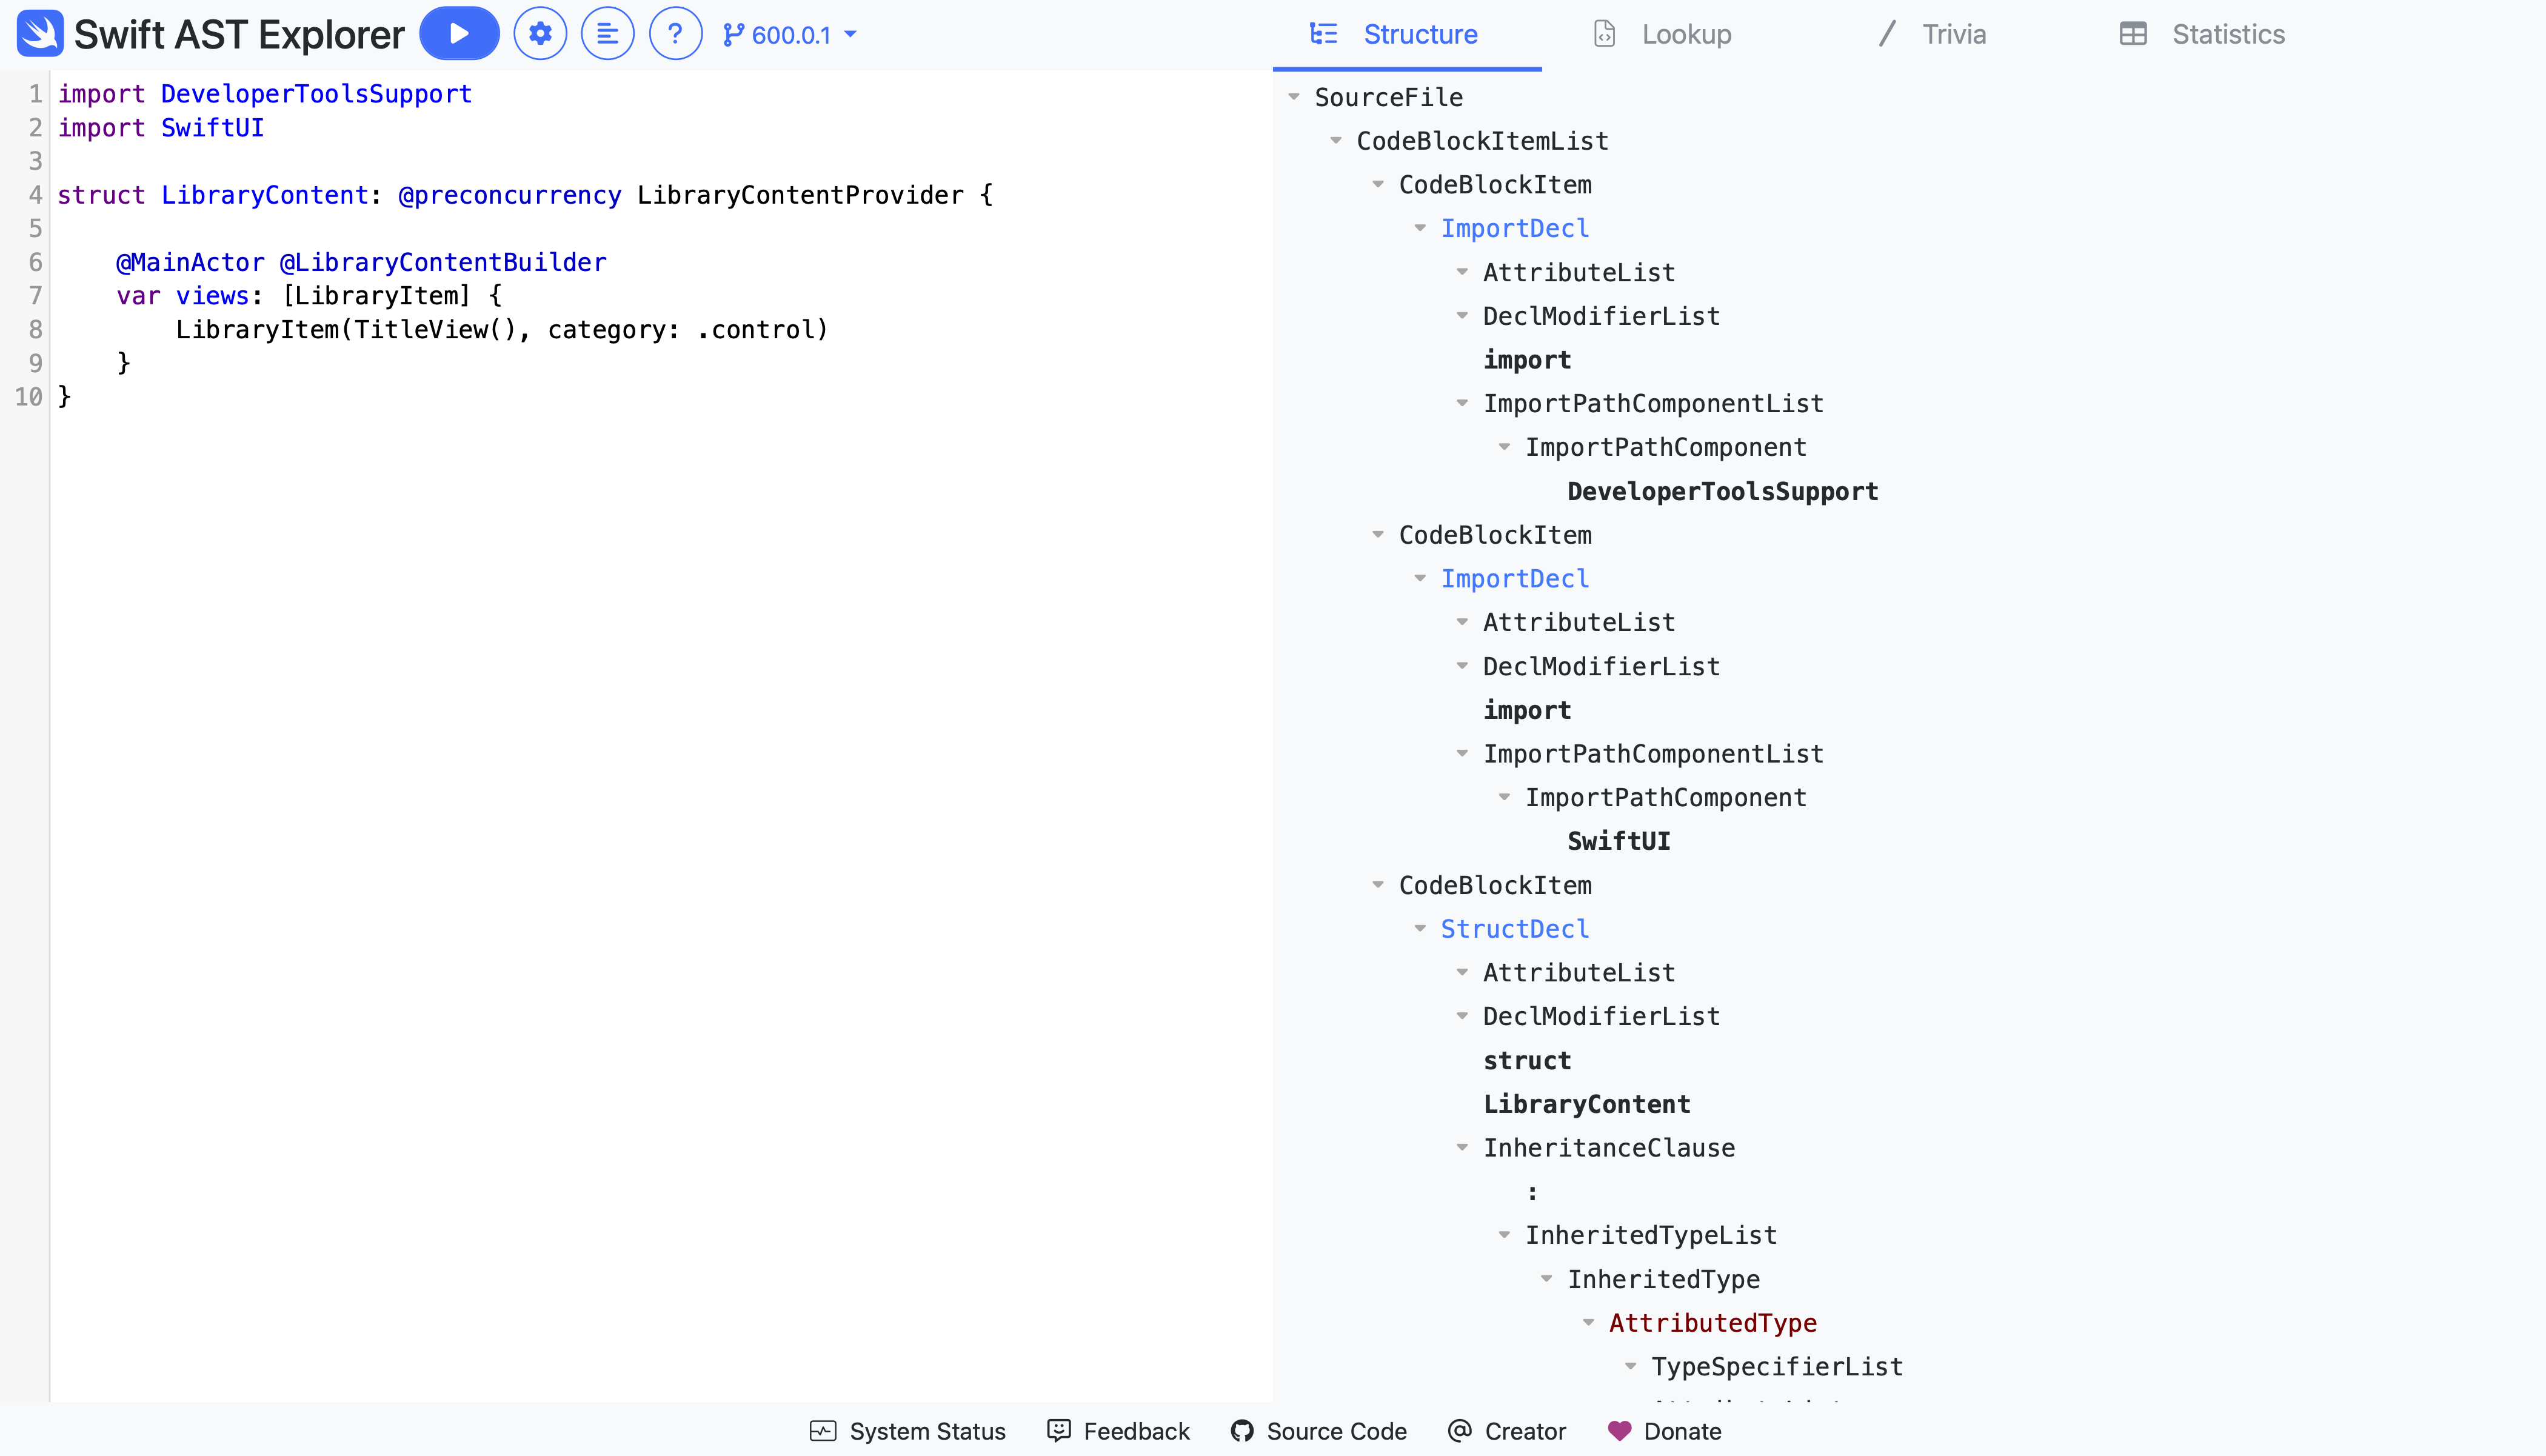 Swift AST Explorer
?
600.0.1
Structure
Lookup
Trivia
Statistics
1 import DeveloperToolsSupport
2 import SwiftUI
3
4 struct LibraryContent: @preconcurrency LibraryContentProvider {
5
6     @MainActor @LibraryContentBuilder
7     var views: [LibraryItem] {
8         LibraryItem(TitleView(), category: .control)
9     }
10 }
SourceFile
CodeBlockItemList
CodeBlockItem
ImportDecl
AttributeList
DeclModifierList
import
ImportPathComponentList
ImportPathComponent
DeveloperToolsSupport
CodeBlockItem
ImportDecl
AttributeList
DeclModifierList
import
ImportPathComponentList
ImportPathComponent
SwiftUI
CodeBlockItem
StructDecl
AttributeList
DeclModifierList
struct
LibraryContent
InheritanceClause
:
InheritedTypeList
InheritedType
AttributedType
TypeSpecifierList
System Status
Feedback
Source Code
Creator
Donate